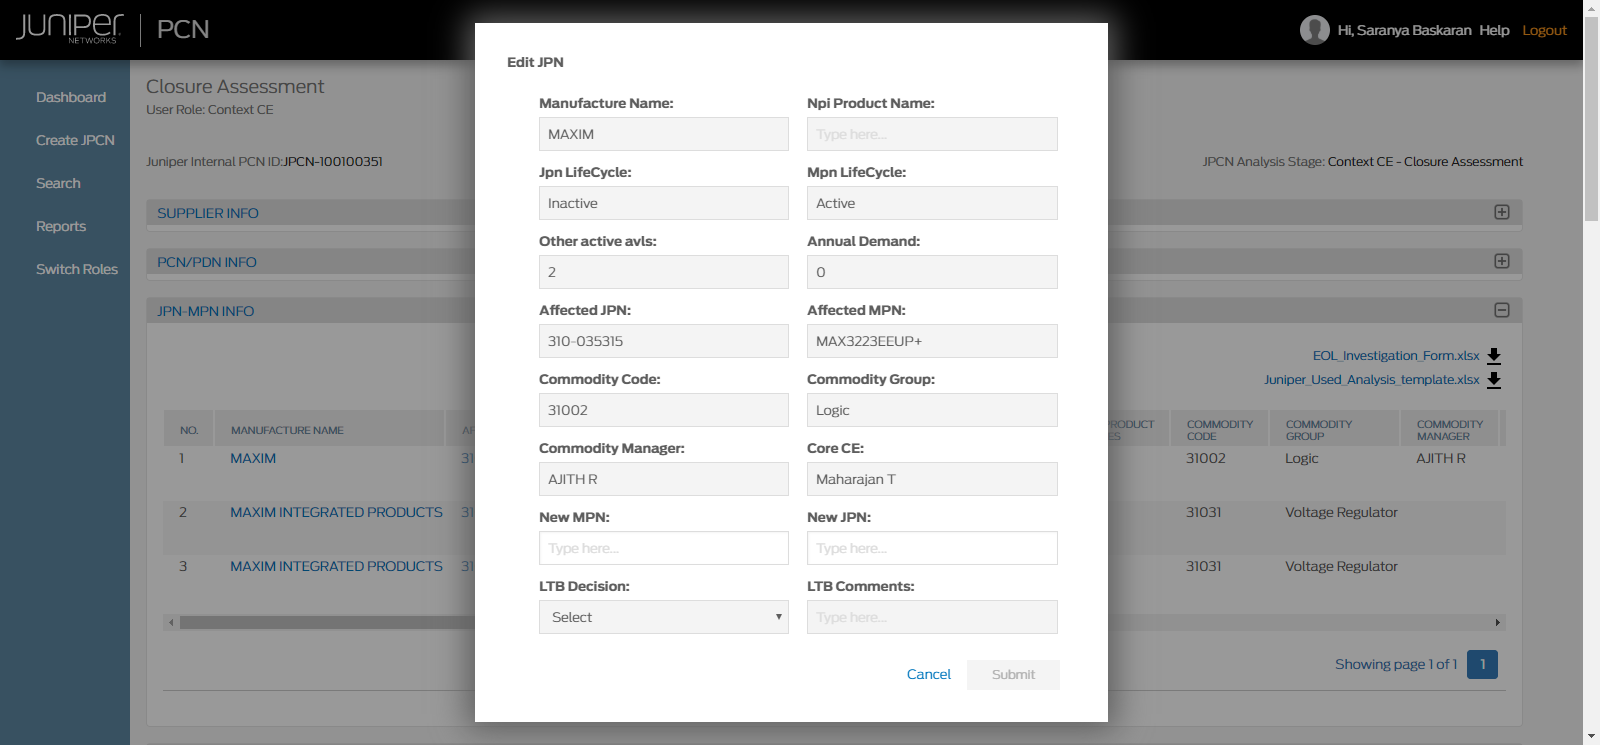 JUNIPER NETWORKS
PCN
Hi, Saranya Baskaran Help Logout
Dashboard
Create JPCN
Search
Reports
Switch Roles
Closure Assessment
User Role: Context CE
Juniper Internal PCN ID:JPCN-100100351
JPCN Analysis Stage: Context CE - Closure Assessment
SUPPLIER INFO
PCN/PDN INFO
JPN-MPN INFO
EOL_Investigation_Form.xlsx
Juniper_Used_Analysis_template.xlsx
NO. MANUFACTURE NAME COMMODITY CODE COMMODITY GROUP COMMODITY MANAGER
1 MAXIM 31 31002 Logic AJITH R
2 MAXIM INTEGRATED PRODUCTS 31 31031 Voltage Regulator
3 MAXIM INTEGRATED PRODUCTS 31 31031 Voltage Regulator
Showing page 1 of 1 1
Edit JPN
Manufacture Name: Npi Product Name:
MAXIM Type here...
Jpn LifeCycle: Mpn LifeCycle:
Inactive Active
Other active avls: Annual Demand:
2 0
Affected JPN: Affected MPN:
310-035315 MAX3223EEUP+
Commodity Code: Commodity Group:
31002 Logic
Commodity Manager: Core CE:
AJITH R Maharajan T
New MPN: New JPN:
Type here... Type here...
LTB Decision: LTB Comments:
Select Type here...
Cancel Submit